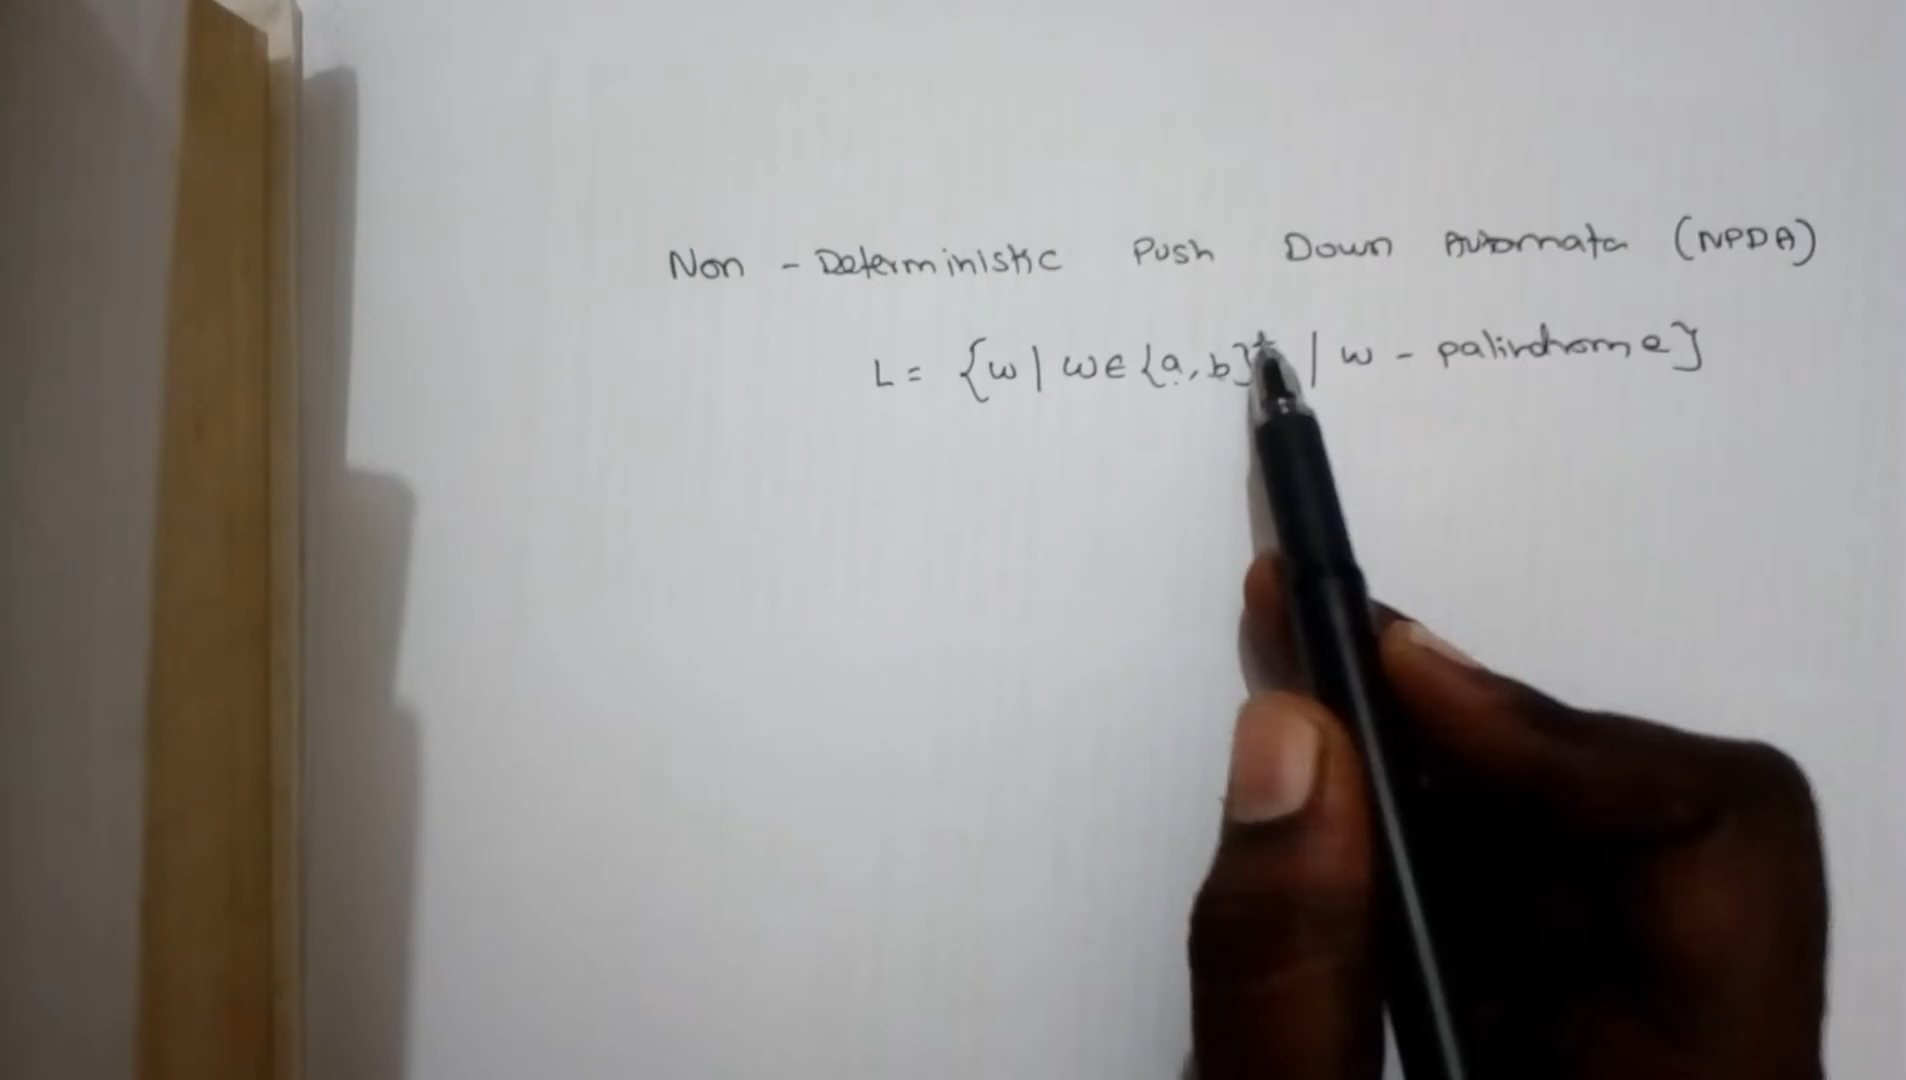 Non - Deterministic Push Down Automata (NPDA)
L = {w | w ∈ {a, b} | w - palindrome}